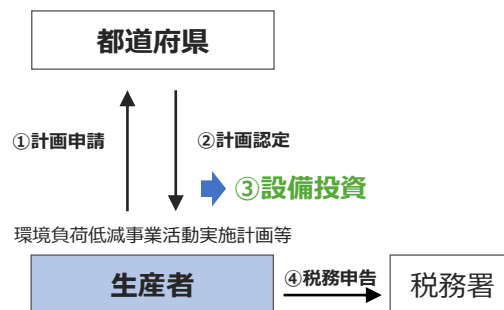 都道府県
①計画申請
②計画認定
③設備投資
環境負荷低減事業活動実施計画等
生産者
④税務申告
税務署